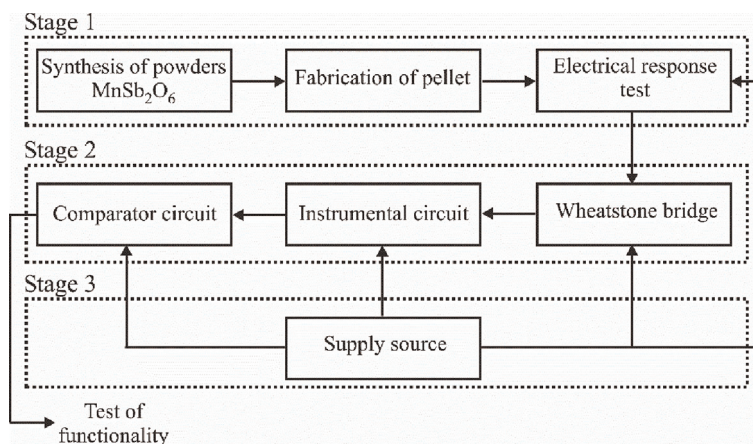 Stage 1
Synthesis of powders
MnSb₂O₆
Fabrication of pellet
Electrical response
test
Stage 2
Comparator circuit
Instrumental circuit
Wheatstone bridge
Stage 3
Supply source
Test of
functionality